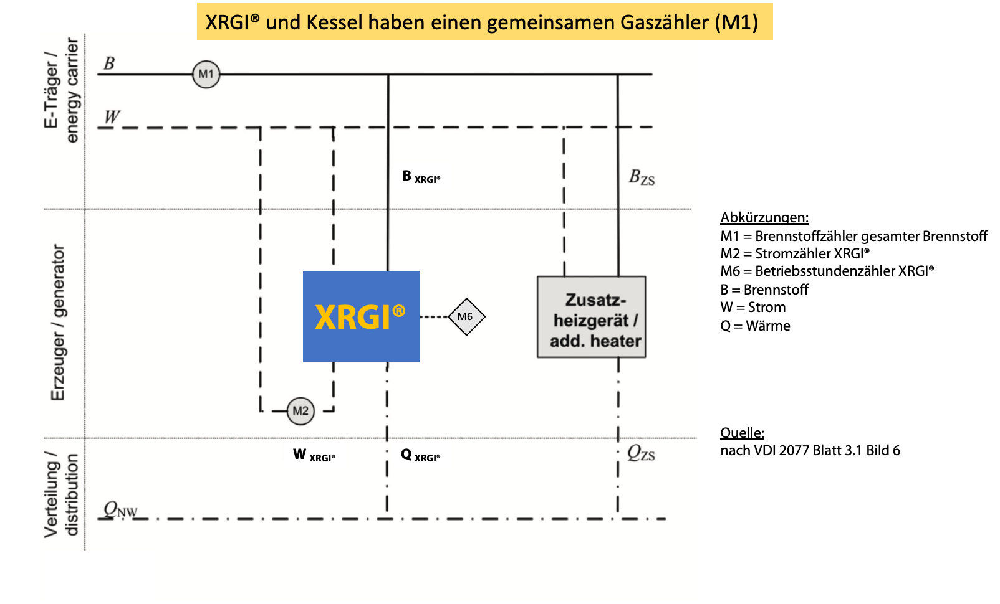 XRGI® und Kessel haben einen gemeinsamen Gaszähler (M1)
E-Träger /
energy carrier
B
M1
W
B XRGI®
BZS
Erzeuger / generator
XRGI®
M6
Zusatz-
heizgerät /
add. heater
M2
Verteilung /
distribution
W XRGI®
Q XRGI®
QZS
QNW
Abkürzungen:
M1 = Brennstoffzähler gesamter Brennstoff
M2 = Stromzähler XRGI®
M6 = Betriebsstundenzähler XRGI®
B = Brennstoff
W = Strom
Q = Wärme
Quelle:
nach VDI 2077 Blatt 3.1 Bild 6